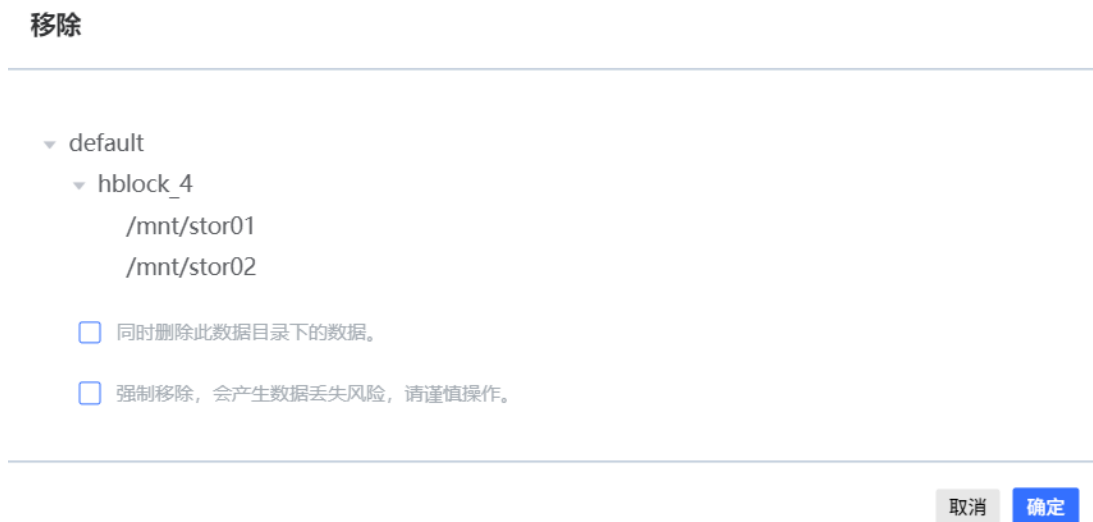 移除
default
hblock_4
/mnt/stor01
/mnt/stor02
同时删除此数据目录下的数据。
强制移除，会产生数据丢失风险，请谨慎操作。
取消 确定